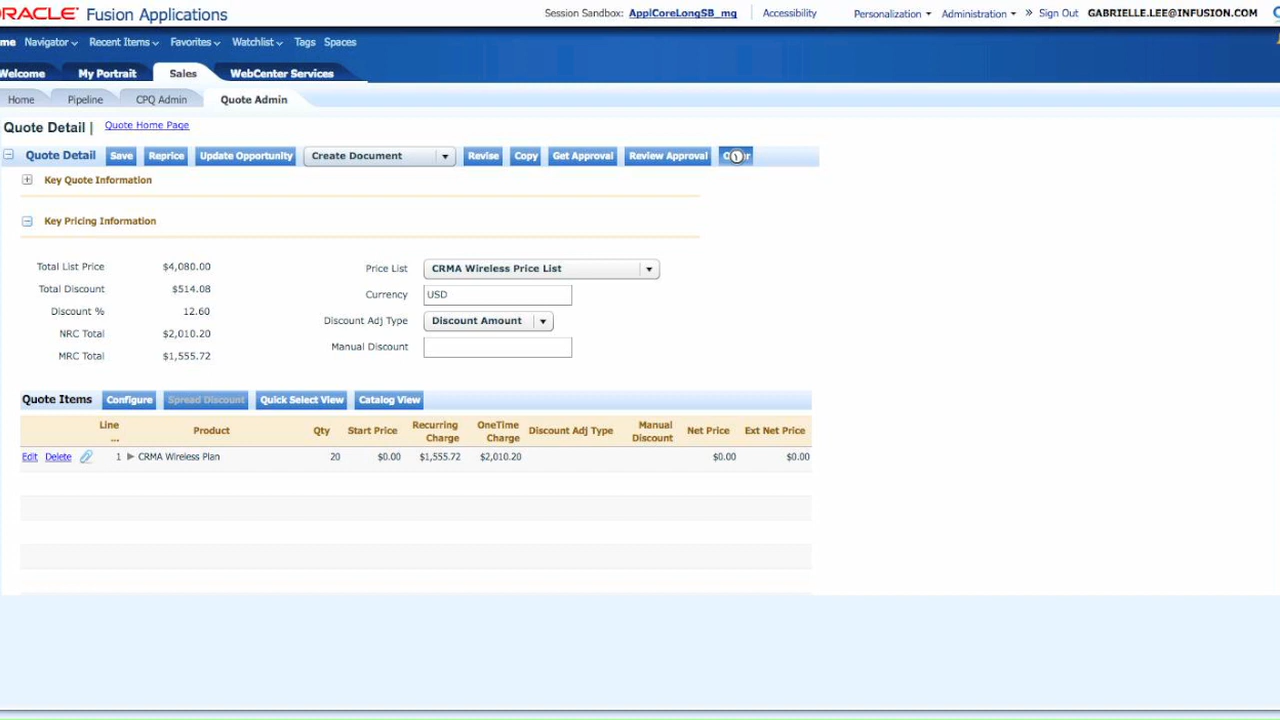 ORACLE Fusion Applications Session Sandbox: ApplCoreLongSB_mg Accessibility Personalization Administration » Sign Out GABRIELLE.LEE@INFUSION.COM
Navigator Recent Items Favorites Watchlist Tags Spaces
Welcome My Portrait Sales WebCenter Services
Home Pipeline CPQ Admin Quote Admin
Quote Detail | Quote Home Page
Quote Detail Save Reprice Update Opportunity Create Document Revise Copy Get Approval Review Approval
Key Quote Information
Key Pricing Information
Total List Price $4,080.00 Price List CRMA Wireless Price List
Total Discount $514.08 Currency USD
Discount % 12.60 Discount Adj Type Discount Amount
NRC Total $2,010.20 Manual Discount
MRC Total $1,555.72
Quote Items Configure Spread Discount Quick Select View Catalog View
Line ... Product Qty Start Price Recurring Charge OneTime Charge Discount Adj Type Manual Discount Net Price Ext Net Price
Edit Delete 1 CRMA Wireless Plan 20 $0.00 $1,555.72 $2,010.20 $0.00 $0.00